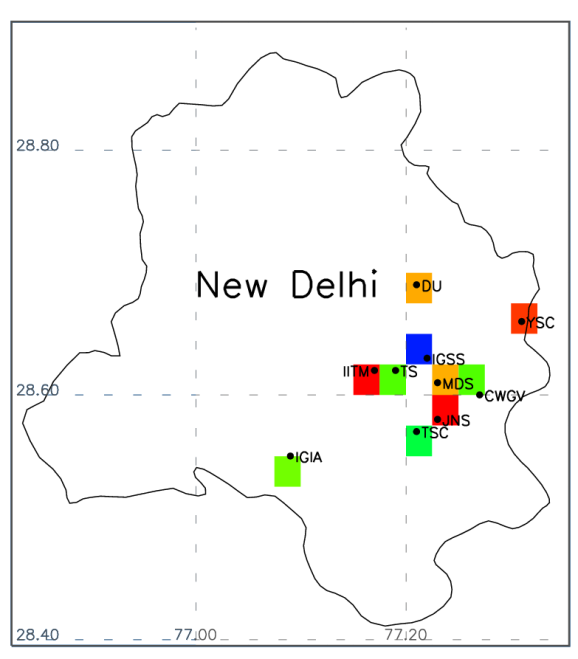 28.80
New Delhi
DU
YSC
IGSS
IITM TS
MDS
28.60
CWGV
JNS
TSC
IGIA
28.40
77.00 77.20